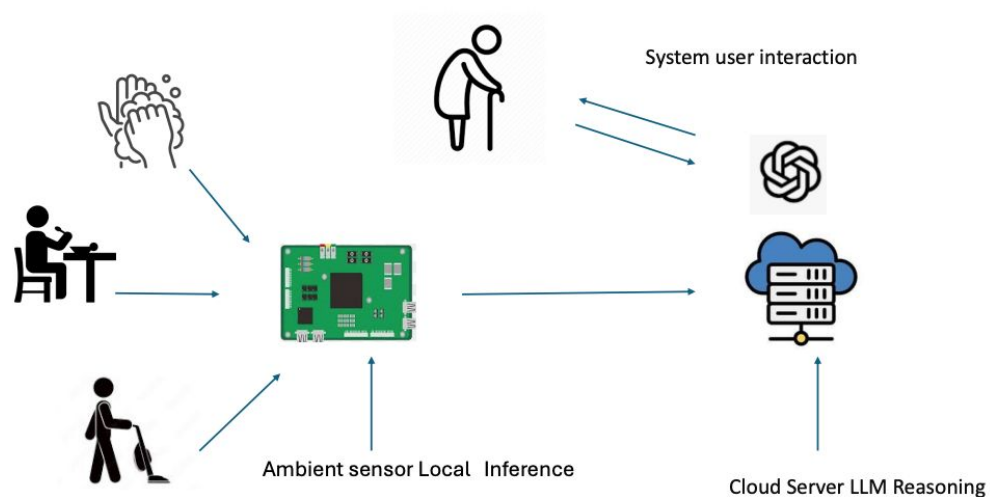 System user interaction
Ambient sensor Local Inference
Cloud Server LLM Reasoning